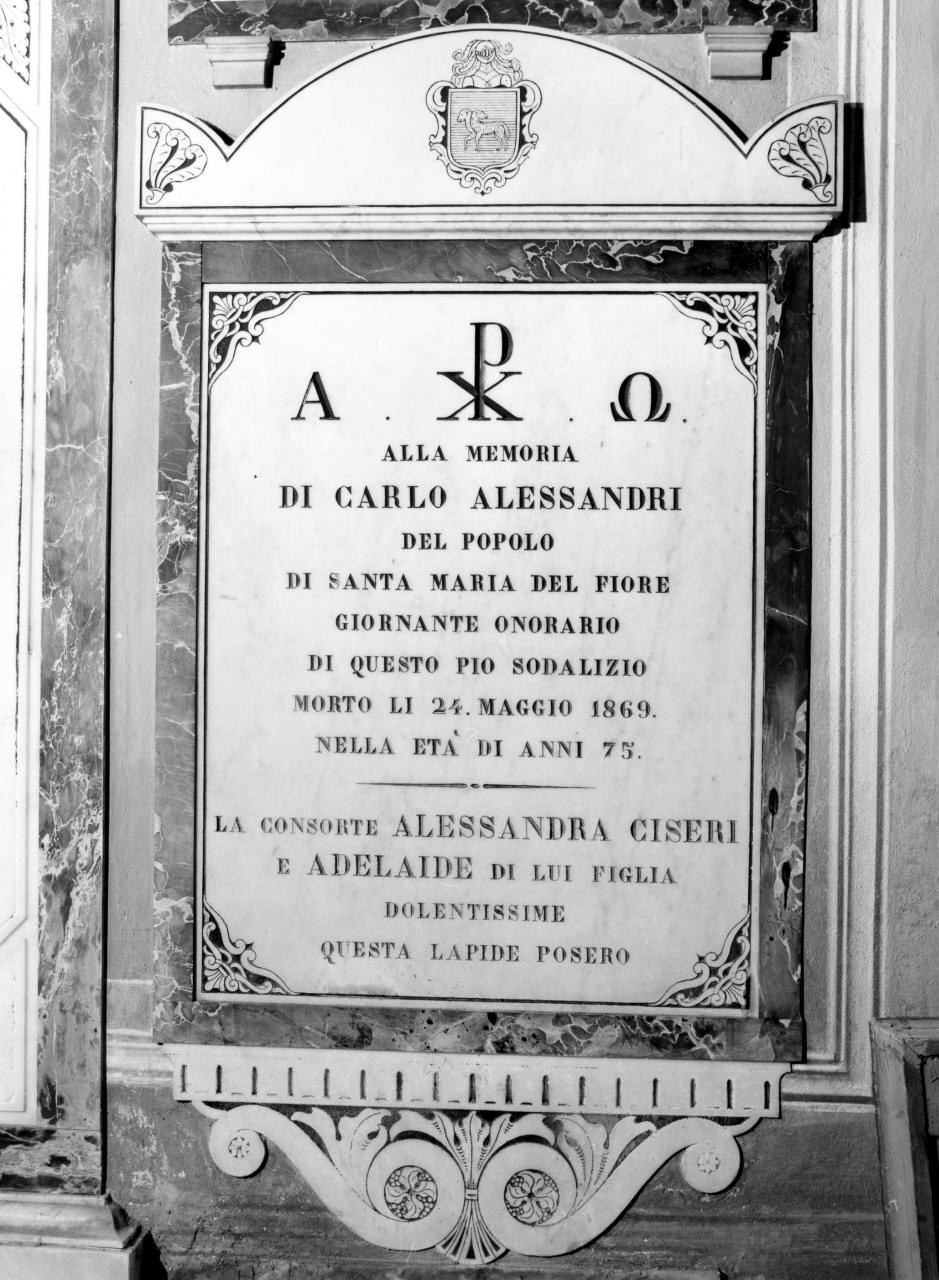 Α . ☧ . Ω.
ALLA MEMORIA
DI CARLO ALESSANDRI
DEL POPOLO
DI SANTA MARIA DEL FIORE
GIORNANTE ONORARIO
DI QUESTO PIO SODALIZIO
MORTO LI 24. MAGGIO 1869.
NELLA ETÀ DI ANNI 75.
LA CONSORTE ALESSANDRA CISERI
E ADELAIDE DI LUI FIGLIA
DOLENTISSIME
QUESTA LAPIDE POSERO